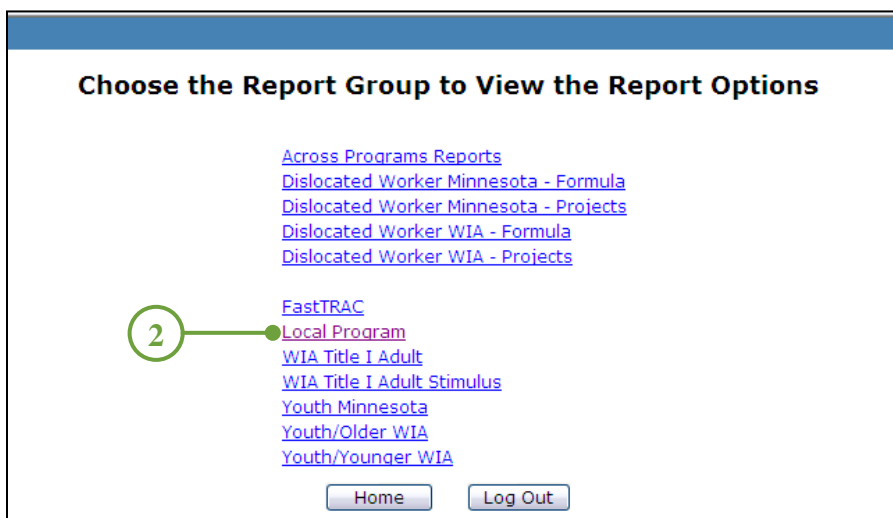 Choose the Report Group to View the Report Options
Across Programs Reports
Dislocated Worker Minnesota - Formula
Dislocated Worker Minnesota - Projects
Dislocated Worker WIA - Formula
Dislocated Worker WIA - Projects
FastTRAC
2 Local Program
WIA Title I Adult
WIA Title I Adult Stimulus
Youth Minnesota
Youth/Older WIA
Youth/Younger WIA
Home Log Out